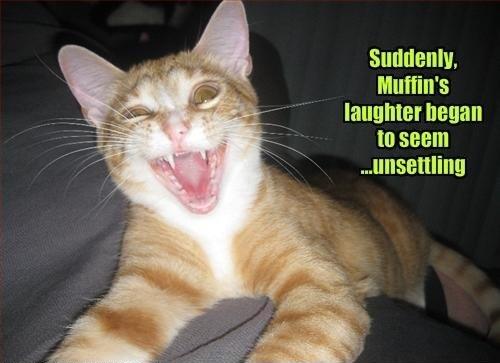 Suddenly,
Muffin's
laughter began
to seem
...unsettling